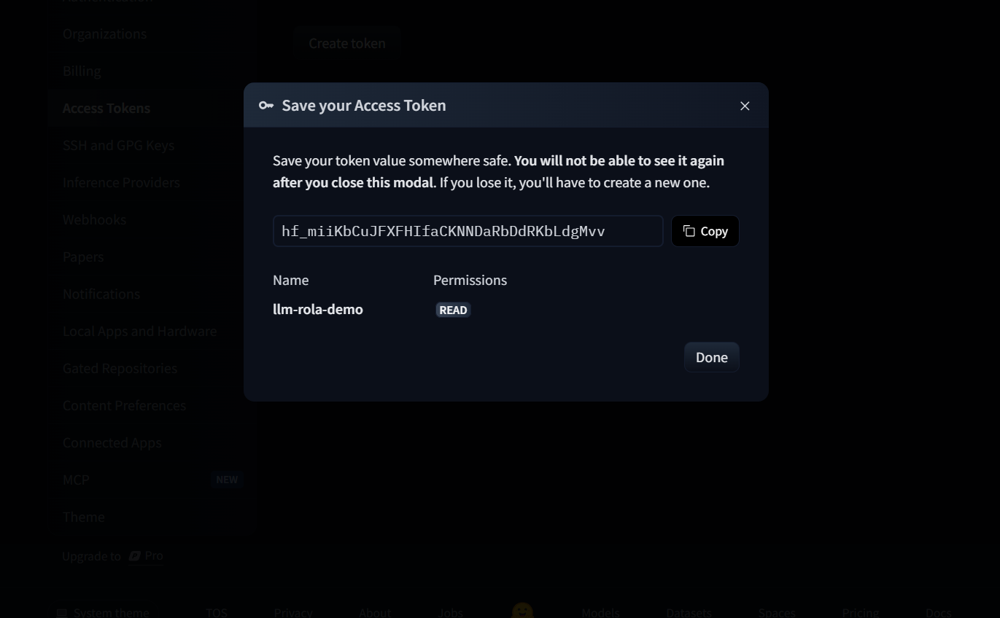 Authentication
Organizations
Create token
Billing
Save your Access Token
Access Tokens
SSH and GPG Keys
Save your token value somewhere safe. You will not be able to see it again
after you close this modal. If you lose it, you'll have to create a new one.
Inference Providers
Webhooks
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
Copy
Papers
Name
Permissions
Notifications
llm-rola-demo
READ
Local Apps and Hardware
Done
Gated Repositories
Content Preferences
Connected Apps
MCP
NEW
Theme
Upgrade to Pro
System theme
TOS
Privacy
About
Jobs
Models
Datasets
Spaces
Pricing
Docs